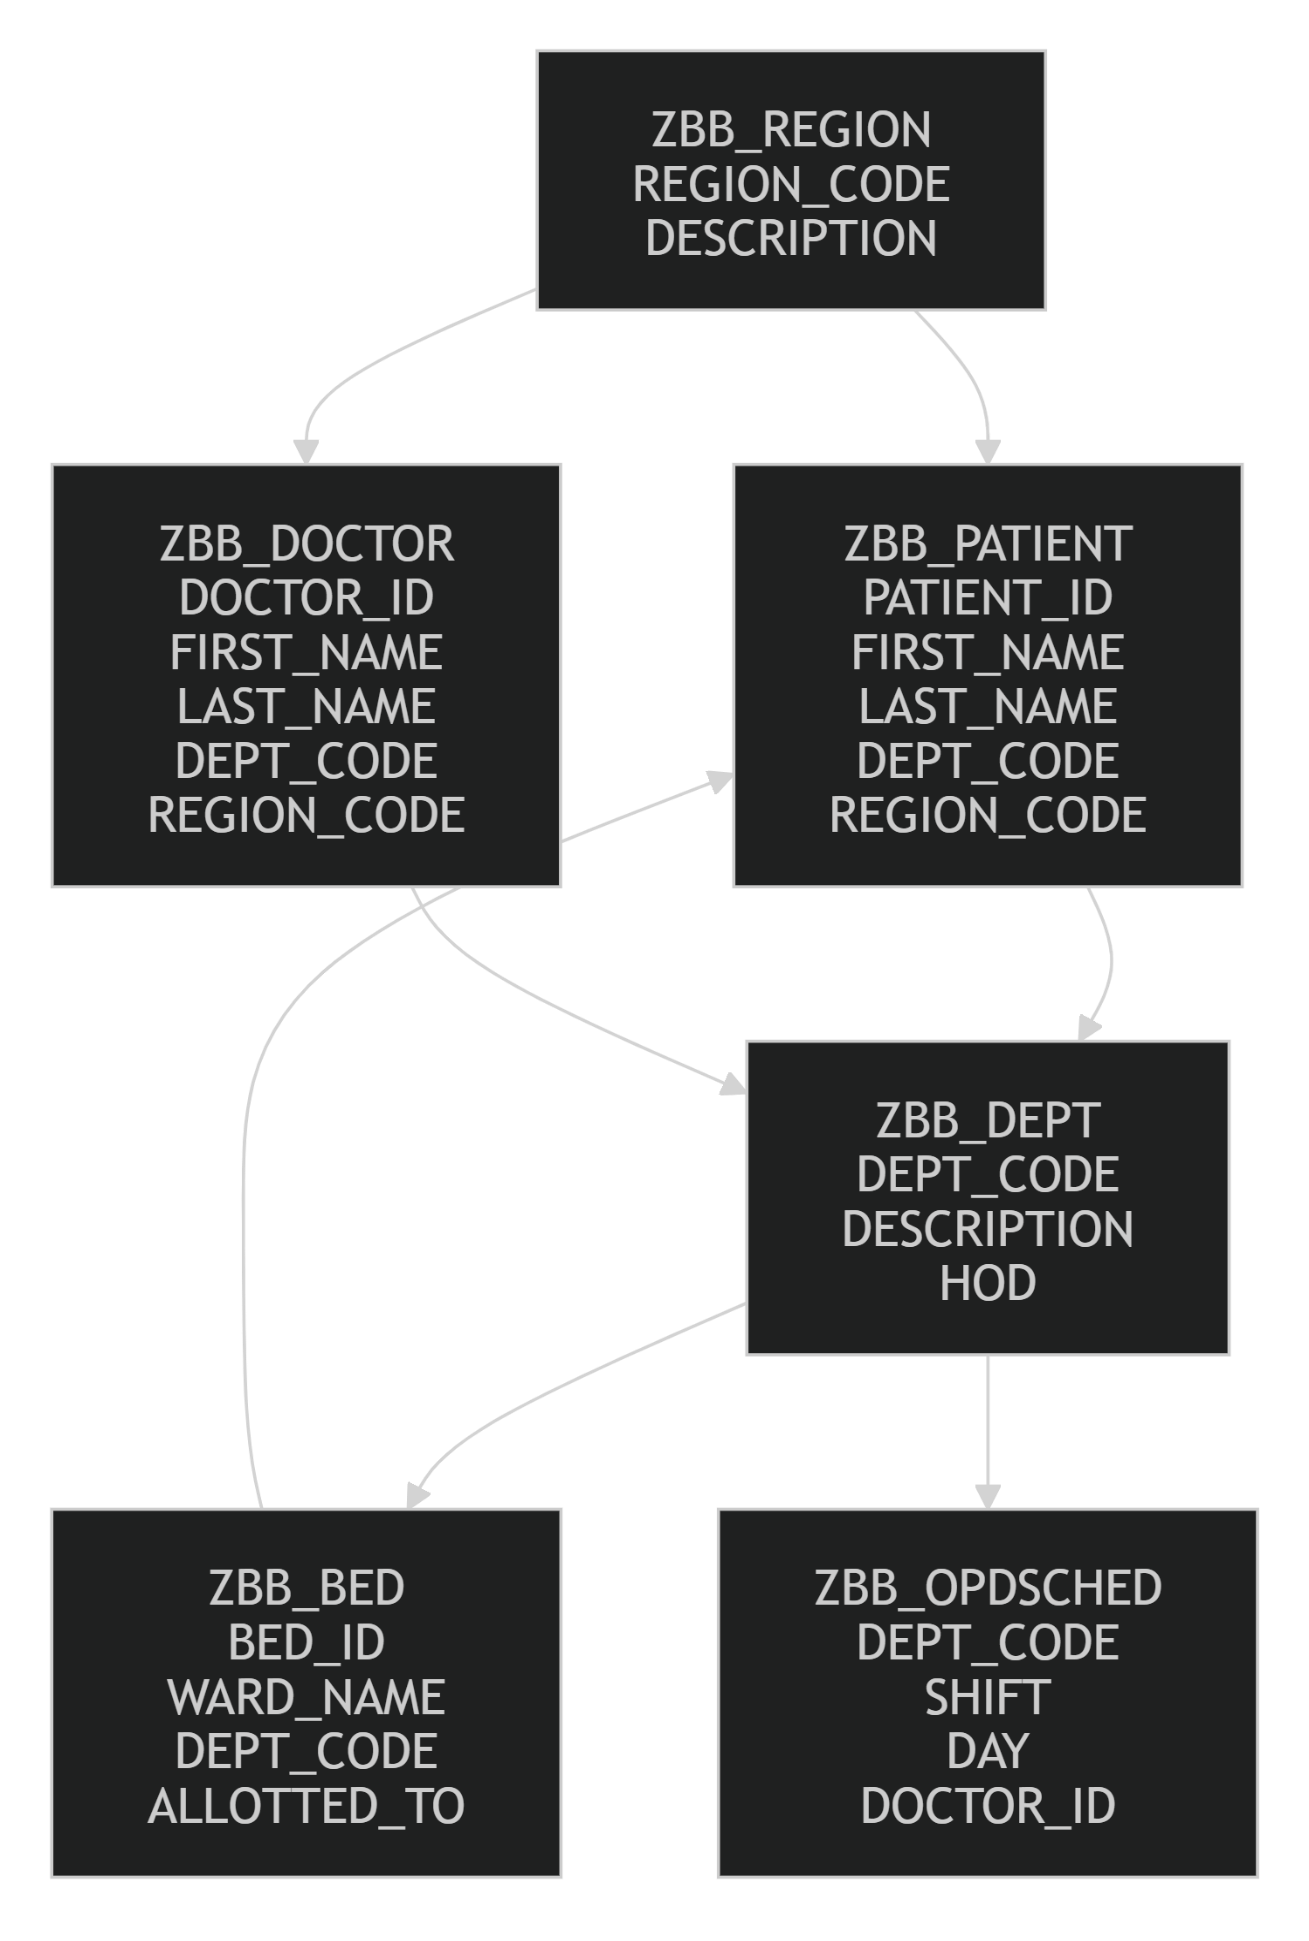 ZBB_REGION
REGION_CODE
DESCRIPTION
ZBB_DOCTOR
DOCTOR_ID
FIRST_NAME
LAST_NAME
DEPT_CODE
REGION_CODE
ZBB_PATIENT
PATIENT_ID
FIRST_NAME
LAST_NAME
DEPT_CODE
REGION_CODE
ZBB_DEPT
DEPT_CODE
DESCRIPTION
HOD
ZBB_BED
BED_ID
WARD_NAME
DEPT_CODE
ALLOTTED_TO
ZBB_OPDSCHED
DEPT_CODE
SHIFT
DAY
DOCTOR_ID